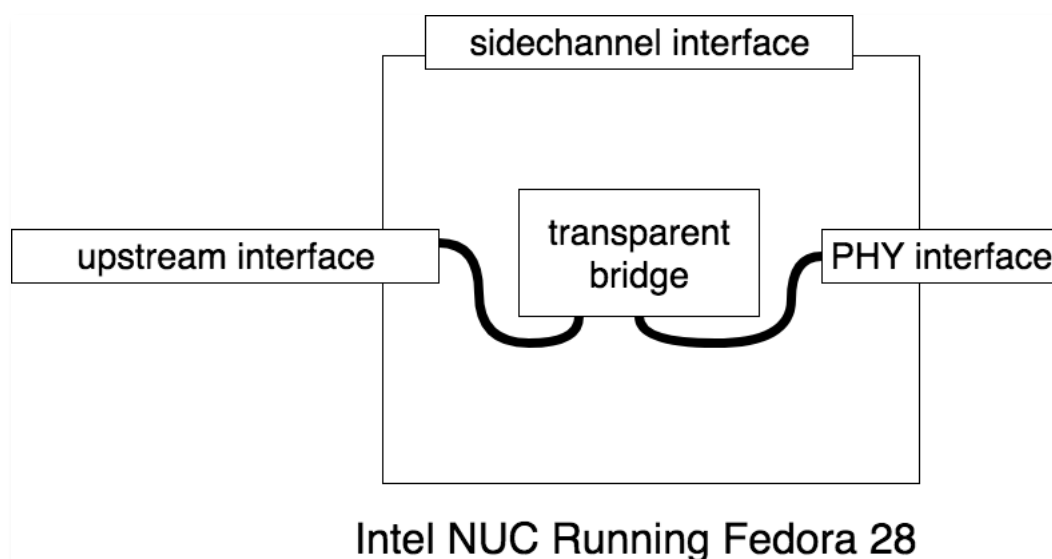 sidechannel interface
upstream interface
transparent
bridge
PHY interface
Intel NUC Running Fedora 28